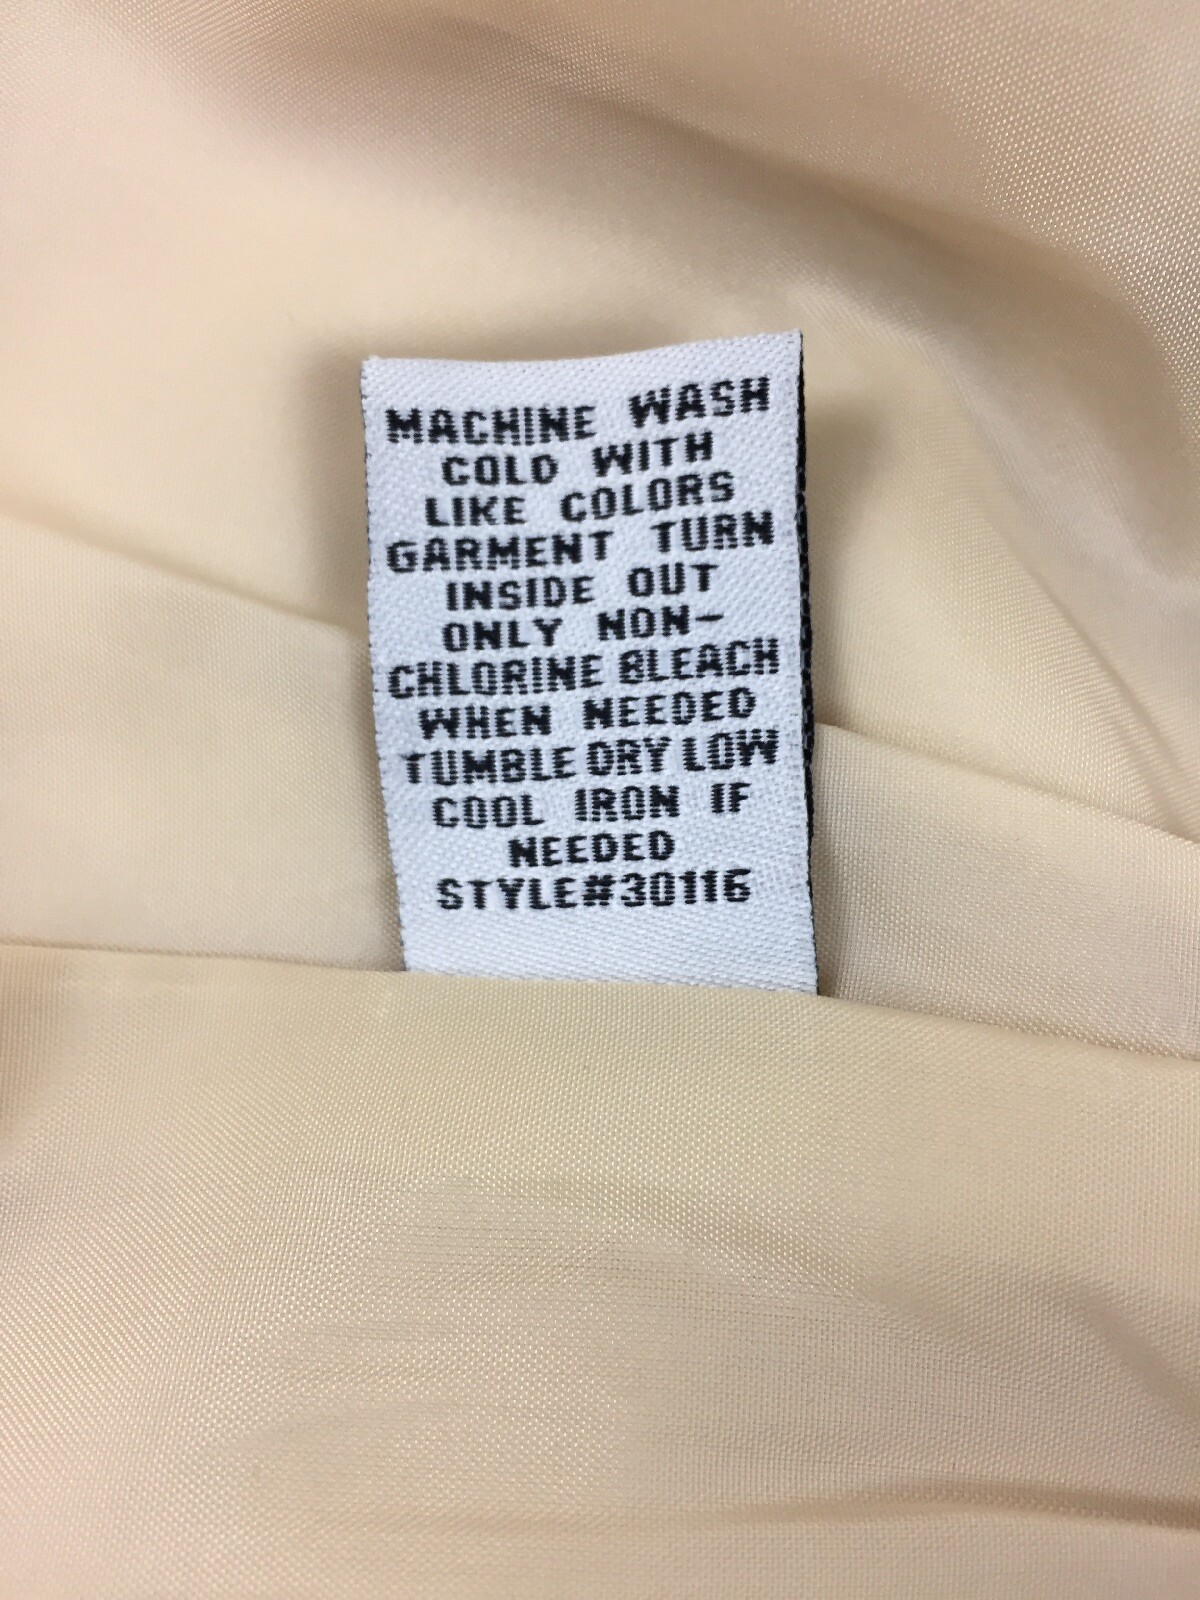 MACHINE WASH
COLD WITH
LIKE COLORS
GARMENT TURN
INSIDE OUT
ONLY NON-
CHLORINE BLEACH
WHEN NEEDED
TUMBLE DRY LOW
COOL IRON IF
NEEDED
STYLE#30116